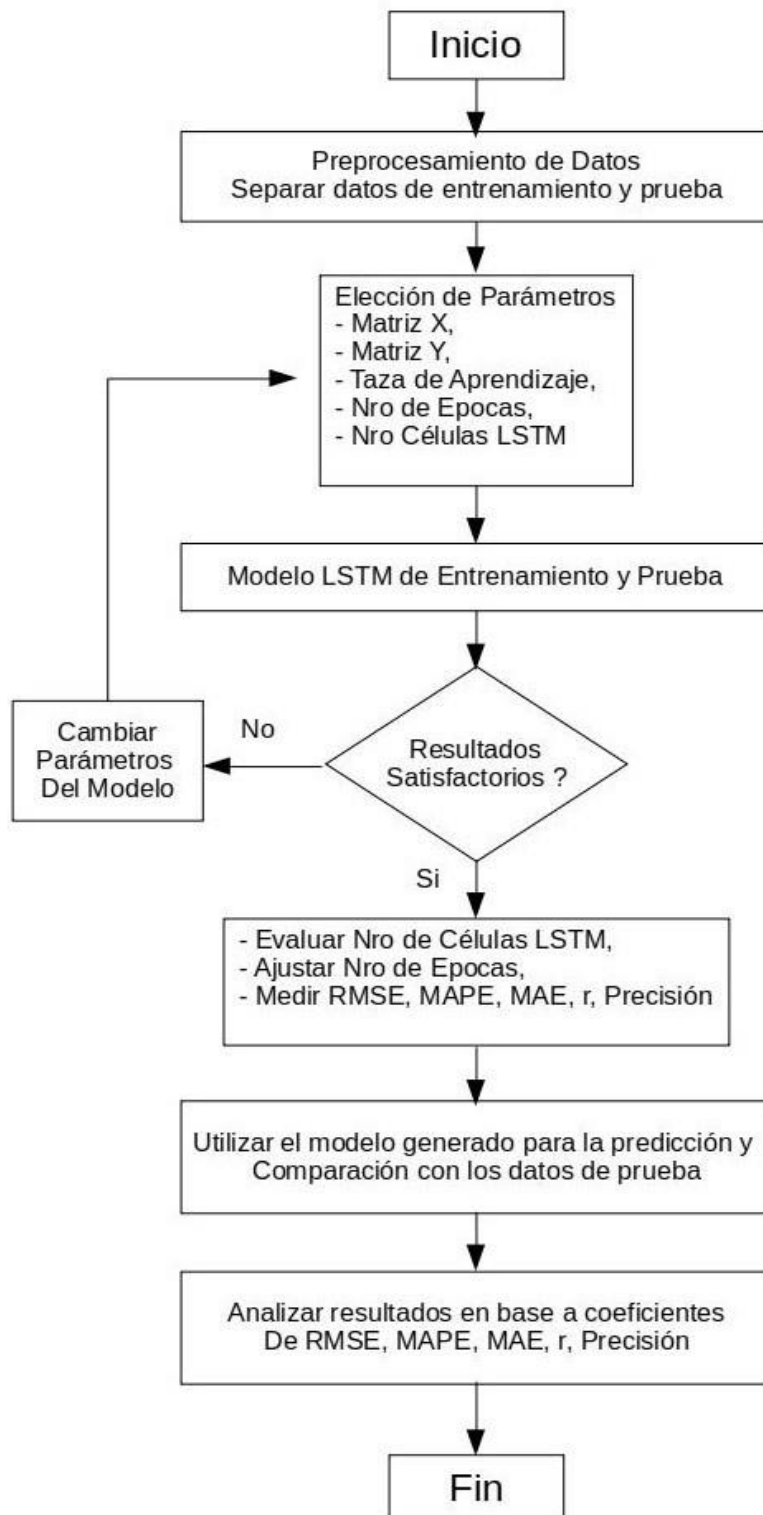 Inicio
Preprocesamiento de Datos
Separar datos de entrenamiento y prueba
Elección de Parámetros
- Matriz X,
- Matriz Y,
- Taza de Aprendizaje,
- Nro de Epocas,
- Nro Células LSTM
Modelo LSTM de Entrenamiento y Prueba
Resultados
Satisfactorios ?
No
Cambiar
Parámetros
Del Modelo
Si
- Evaluar Nro de Células LSTM,
- Ajustar Nro de Epocas,
- Medir RMSE, MAPE, MAE, r, Precisión
Utilizar el modelo generado para la predicción y
Comparación con los datos de prueba
Analizar resultados en base a coeficientes
De RMSE, MAPE, MAE, r, Precisión
Fin